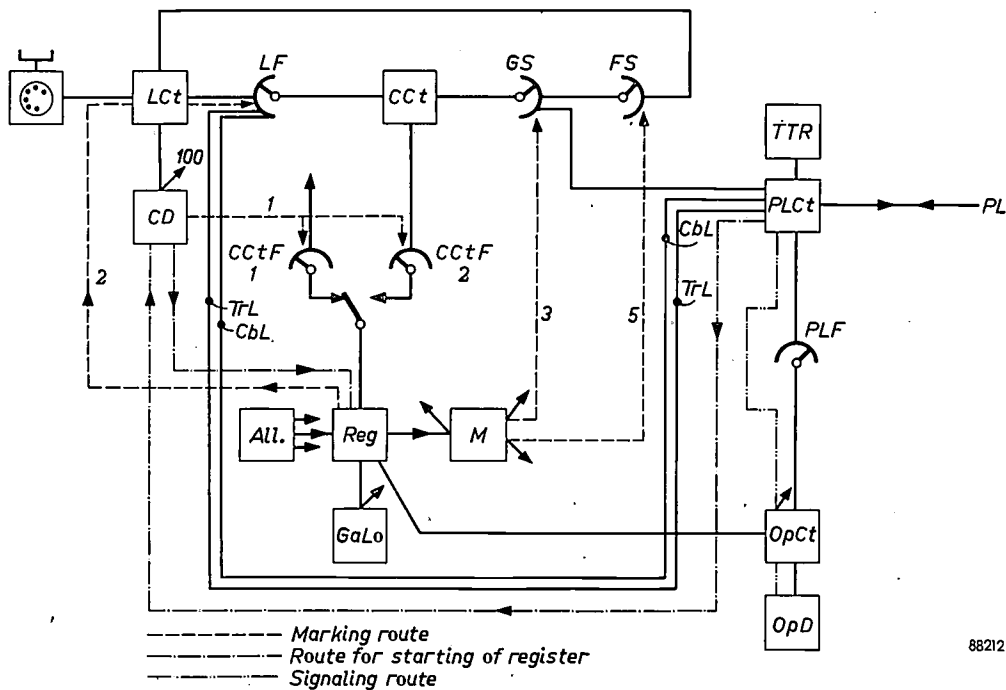 LF
GS
FS
LCt
CCt
TTR
100
CD
1
PLCt
PL
CbL
CCtF
1
CCtF
2
2
TrL
CbL
TrL
3
5
PLF
All.
Reg
M
GaLo
OpCt
OpD
Marking route
Route for starting of register
Signaling route
88212